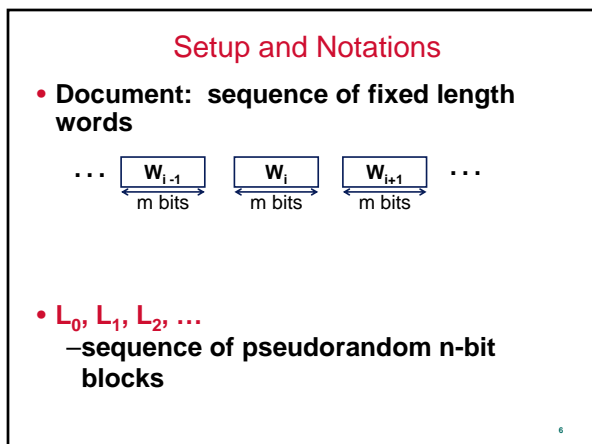 Setup and Notations
• Document: sequence of fixed length
words
... W_{i-1} W_i W_{i+1} ...
m bits m bits m bits
• L_0, L_1, L_2, …
–sequence of pseudorandom n-bit
blocks
6